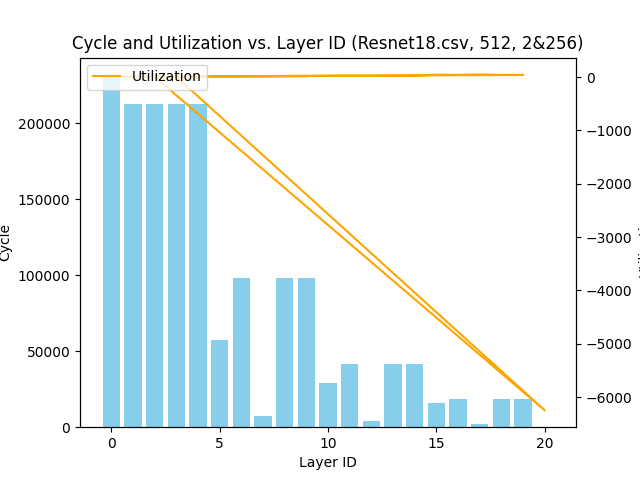 Cycle and Utilization vs. Layer ID (Resnet18.csv, 512, 2&256)
Utilization
Cycle
200000
150000
100000
50000
0
0
−1000
−2000
−3000
−4000
−5000
−6000
0 5 10 15 20
Layer ID